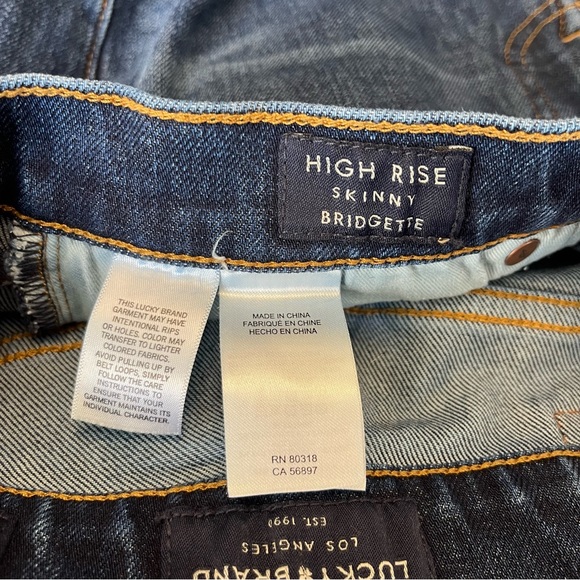 HIGH RISE
SKINNY
BRIDGETTE
THIS LUCKY BRAND
GARMENT MAY HAVE
INTENTIONAL RIPS
OR HOLES. COLOR MAY
TRANSFER TO LIGHTER
COLORED FABRICS.
AVOID PULLING UP BY
BELT LOOPS, SIMPLY
FOLLOW THE CARE
INSTRUCTIONS TO
ENSURE THAT YOUR
GARMENT MAINTAINS ITS
INDIVIDUAL CHARACTER.
MADE IN CHINA
FABRIQUÉ EN CHINE
HECHO EN CHINA
RN 80318
CA 56897
LUCKY BRAND
LOS ANGELES
EST. 1990